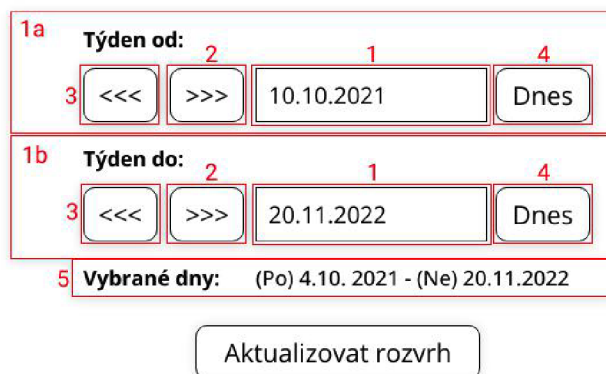 1a
Týden od:
2 1 4
3 <<< >>> 10.10.2021 Dnes
1b
Týden do:
2 1 4
3 <<< >>> 20.11.2022 Dnes
5 Vybrané dny: (Po) 4.10. 2021 - (Ne) 20.11.2022
Aktualizovat rozvrh